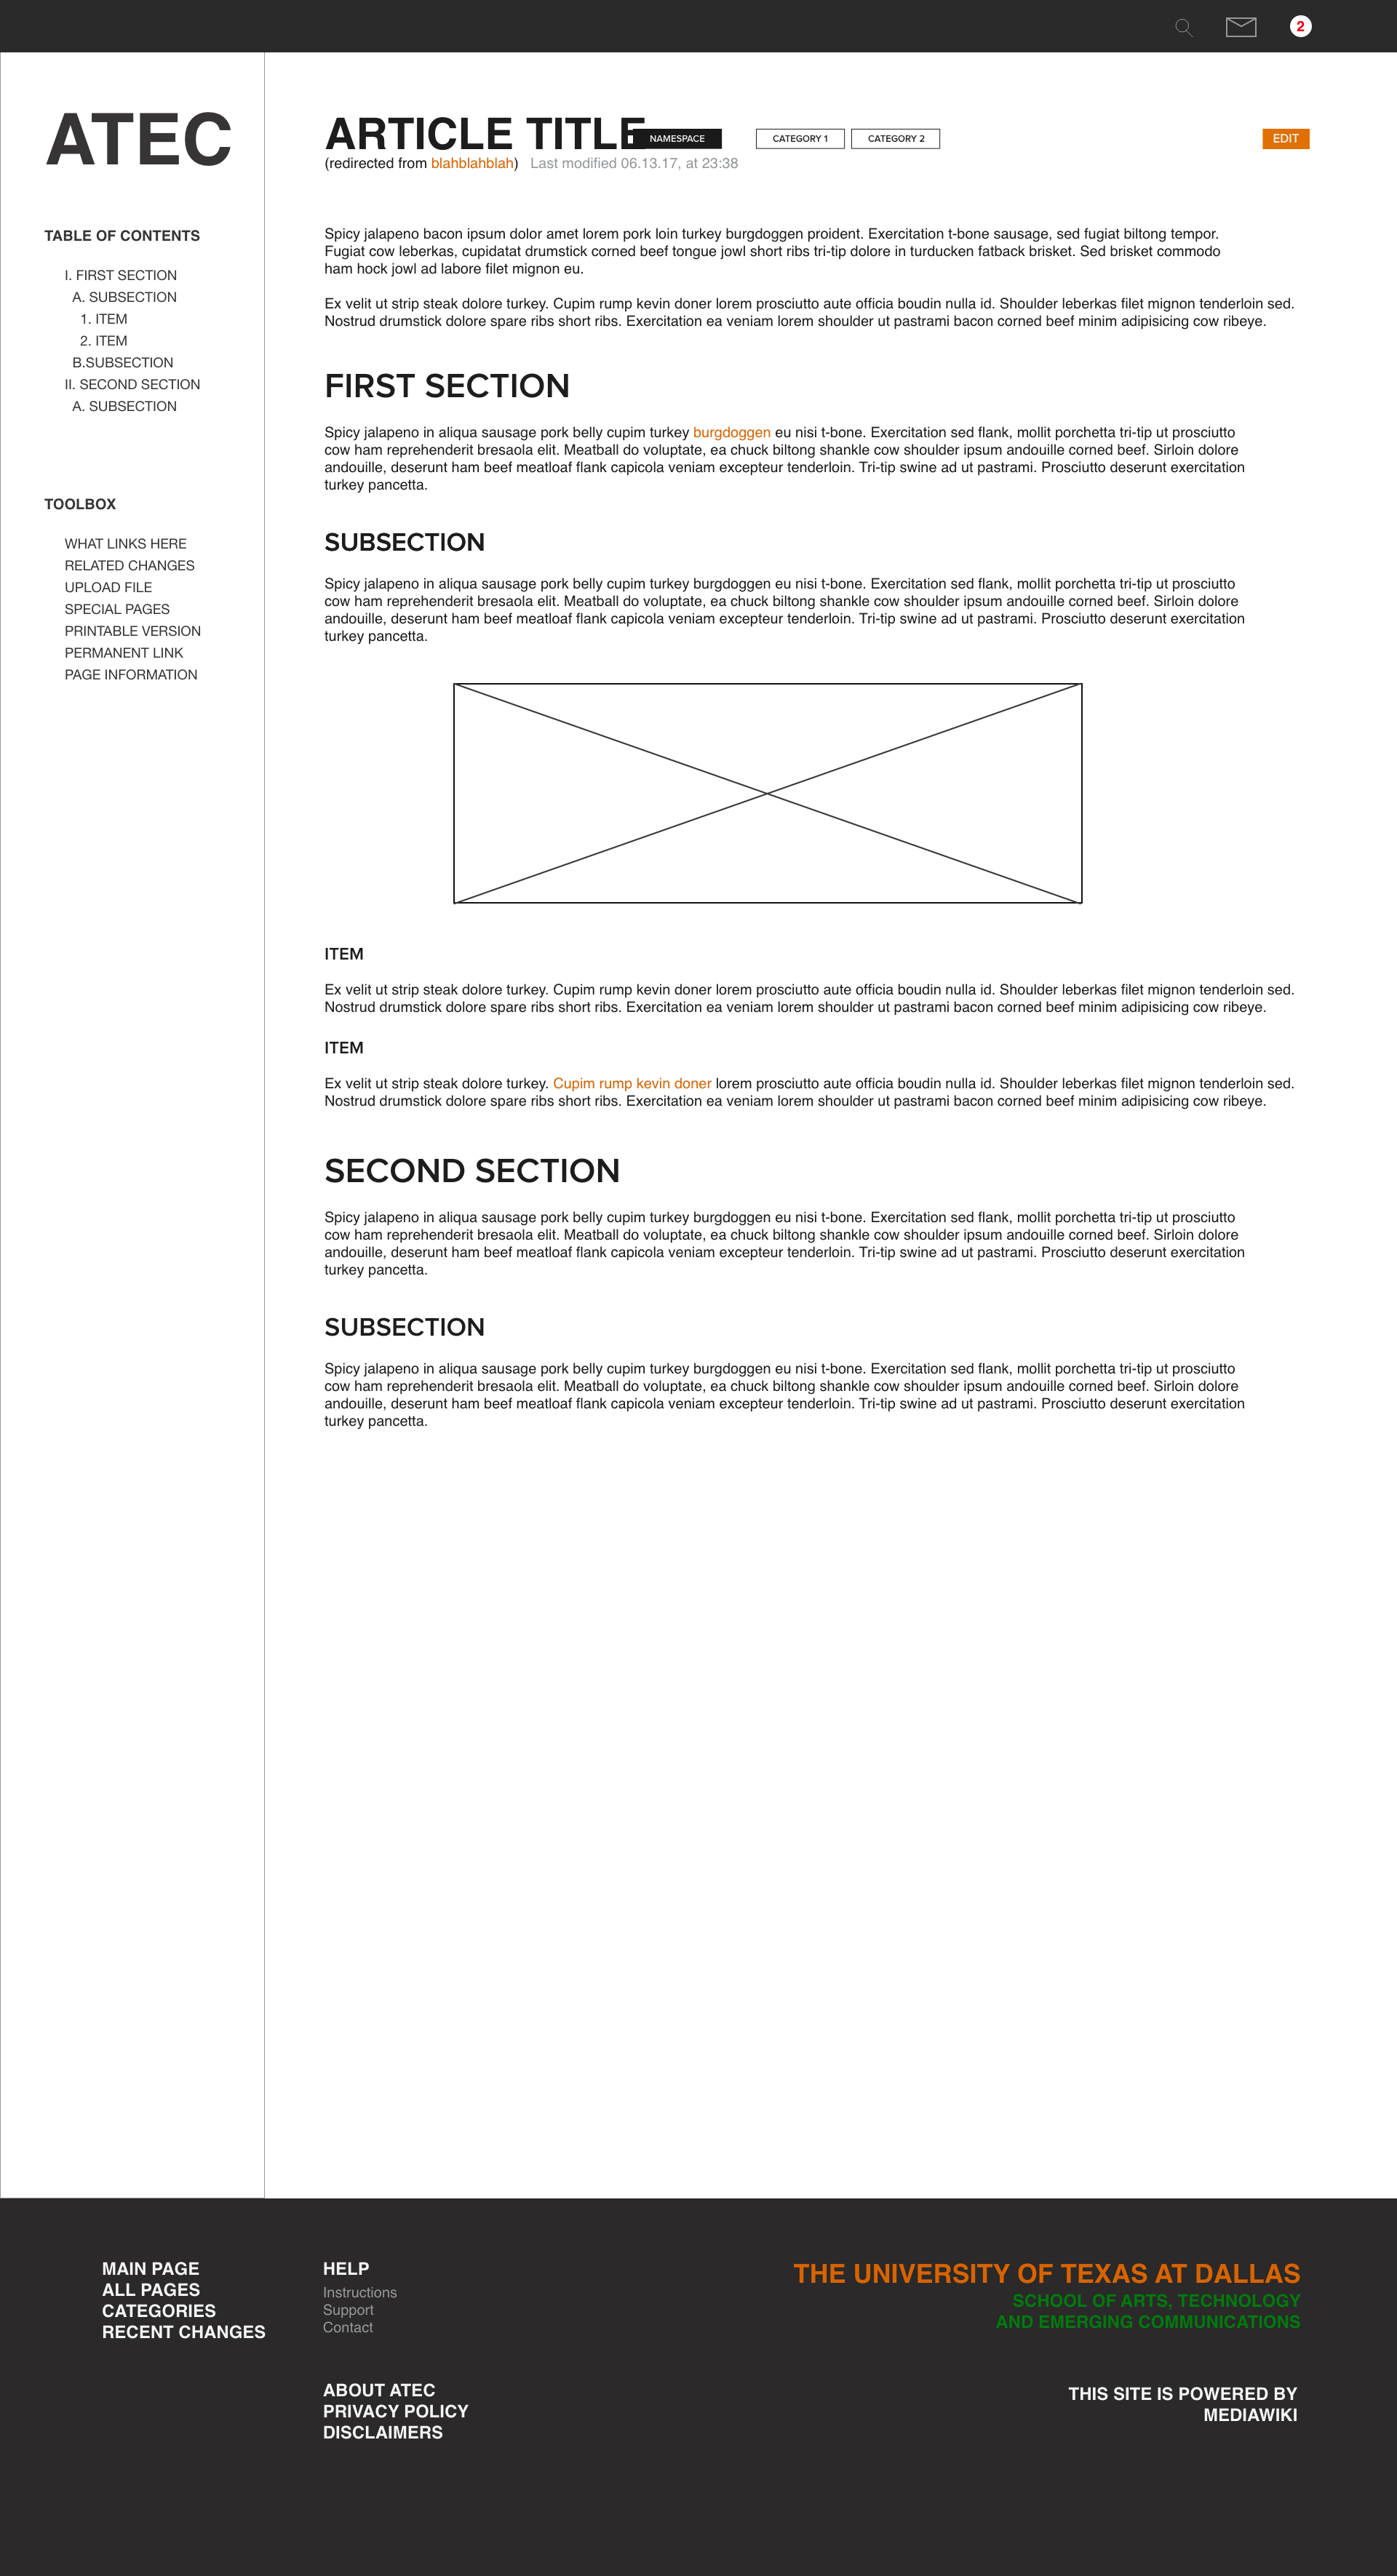 2
ATEC
TABLE OF CONTENTS
I. FIRST SECTION
A. SUBSECTION
1. ITEM
2. ITEM
B.SUBSECTION
II. SECOND SECTION
A. SUBSECTION
TOOLBOX
WHAT LINKS HERE
RELATED CHANGES
UPLOAD FILE
SPECIAL PAGES
PRINTABLE VERSION
PERMANENT LINK
PAGE INFORMATION
ARTICLE TITLE NAMESPACE CATEGORY 1 CATEGORY 2 EDIT
(redirected from blahblahblah) Last modified 06.13.17, at 23:38
Spicy jalapeno bacon ipsum dolor amet lorem pork loin turkey burgdoggen proident. Exercitation t-bone sausage, sed fugiat biltong tempor.
Fugiat cow leberkas, cupidatat drumstick corned beef tongue jowl short ribs tri-tip dolore in turducken fatback brisket. Sed brisket commodo
ham hock jowl ad labore filet mignon eu.
Ex velit ut strip steak dolore turkey. Cupim rump kevin doner lorem prosciutto aute officia boudin nulla id. Shoulder leberkas filet mignon tenderloin sed.
Nostrud drumstick dolore spare ribs short ribs. Exercitation ea veniam lorem shoulder ut pastrami bacon corned beef minim adipisicing cow ribeye.
FIRST SECTION
Spicy jalapeno in aliqua sausage pork belly cupim turkey burgdoggen eu nisi t-bone. Exercitation sed flank, mollit porchetta tri-tip ut prosciutto
cow ham reprehenderit bresaola elit. Meatball do voluptate, ea chuck biltong shankle cow shoulder ipsum andouille corned beef. Sirloin dolore
andouille, deserunt ham beef meatloaf flank capicola veniam excepteur tenderloin. Tri-tip swine ad ut pastrami. Prosciutto deserunt exercitation
turkey pancetta.
SUBSECTION
Spicy jalapeno in aliqua sausage pork belly cupim turkey burgdoggen eu nisi t-bone. Exercitation sed flank, mollit porchetta tri-tip ut prosciutto
cow ham reprehenderit bresaola elit. Meatball do voluptate, ea chuck biltong shankle cow shoulder ipsum andouille corned beef. Sirloin dolore
andouille, deserunt ham beef meatloaf flank capicola veniam excepteur tenderloin. Tri-tip swine ad ut pastrami. Prosciutto deserunt exercitation
turkey pancetta.
ITEM
Ex velit ut strip steak dolore turkey. Cupim rump kevin doner lorem prosciutto aute officia boudin nulla id. Shoulder leberkas filet mignon tenderloin sed.
Nostrud drumstick dolore spare ribs short ribs. Exercitation ea veniam lorem shoulder ut pastrami bacon corned beef minim adipisicing cow ribeye.
ITEM
Ex velit ut strip steak dolore turkey. Cupim rump kevin doner lorem prosciutto aute officia boudin nulla id. Shoulder leberkas filet mignon tenderloin sed.
Nostrud drumstick dolore spare ribs short ribs. Exercitation ea veniam lorem shoulder ut pastrami bacon corned beef minim adipisicing cow ribeye.
SECOND SECTION
Spicy jalapeno in aliqua sausage pork belly cupim turkey burgdoggen eu nisi t-bone. Exercitation sed flank, mollit porchetta tri-tip ut prosciutto
cow ham reprehenderit bresaola elit. Meatball do voluptate, ea chuck biltong shankle cow shoulder ipsum andouille corned beef. Sirloin dolore
andouille, deserunt ham beef meatloaf flank capicola veniam excepteur tenderloin. Tri-tip swine ad ut pastrami. Prosciutto deserunt exercitation
turkey pancetta.
SUBSECTION
Spicy jalapeno in aliqua sausage pork belly cupim turkey burgdoggen eu nisi t-bone. Exercitation sed flank, mollit porchetta tri-tip ut prosciutto
cow ham reprehenderit bresaola elit. Meatball do voluptate, ea chuck biltong shankle cow shoulder ipsum andouille corned beef. Sirloin dolore
andouille, deserunt ham beef meatloaf flank capicola veniam excepteur tenderloin. Tri-tip swine ad ut pastrami. Prosciutto deserunt exercitation
turkey pancetta.
MAIN PAGE
ALL PAGES
CATEGORIES
RECENT CHANGES
HELP
Instructions
Support
Contact
ABOUT ATEC
PRIVACY POLICY
DISCLAIMERS
THE UNIVERSITY OF TEXAS AT DALLAS
SCHOOL OF ARTS, TECHNOLOGY
AND EMERGING COMMUNICATIONS
THIS SITE IS POWERED BY
MEDIAWIKI